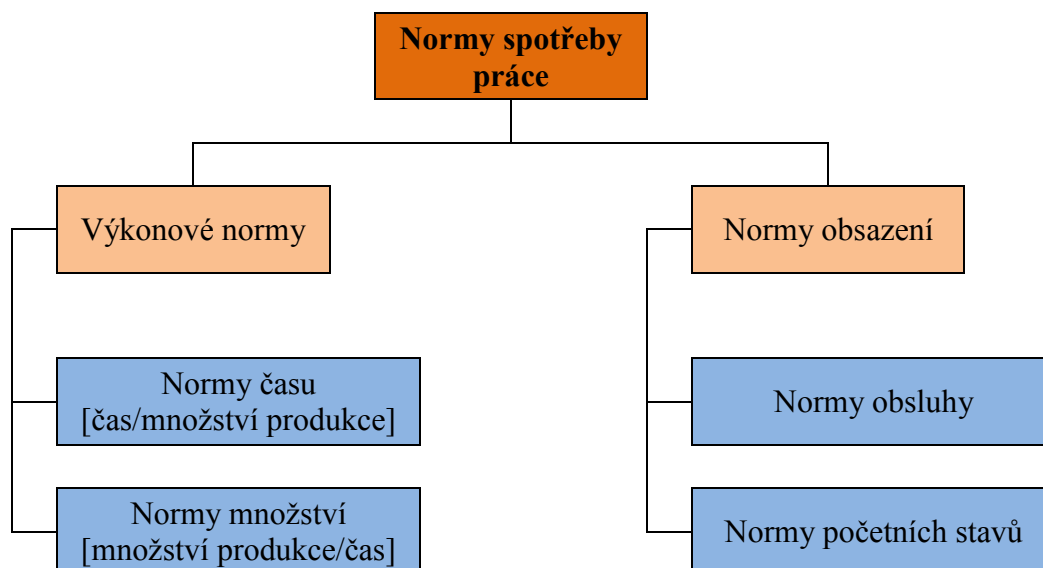 Normy spotřeby
práce
Výkonové normy
Normy obsazení
Normy času
[čas/množství produkce]
Normy obsluhy
Normy množství
[množství produkce/čas]
Normy početních stavů